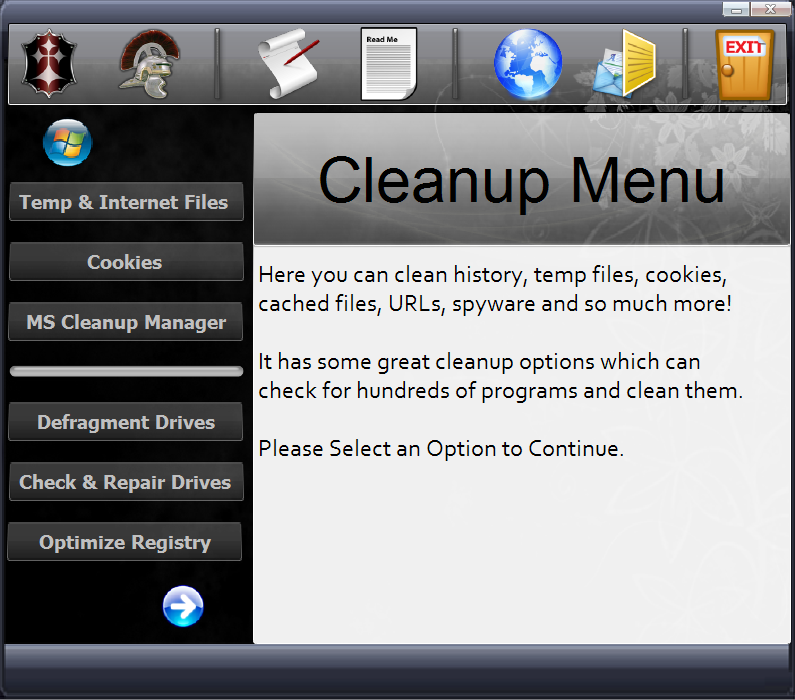 Read Me
EXIT
Cleanup Menu
Temp & Internet Files
Cookies
MS Cleanup Manager
Defragment Drives
Check & Repair Drives
Optimize Registry
Here you can clean history, temp files, cookies,
cached files, URLs, spyware and so much more!
It has some great cleanup options which can
check for hundreds of programs and clean them.
Please Select an Option to Continue.